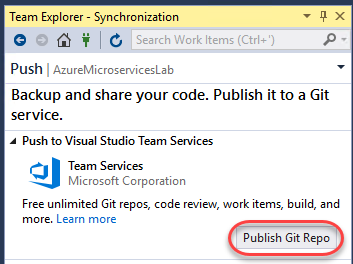 Team Explorer - Synchronization
Search Work Items (Ctrl+')
Push | AzureMicroservicesLab
Backup and share your code. Publish it to a Git
service.
Push to Visual Studio Team Services
Team Services
Microsoft Corporation
Free unlimited Git repos, code review, work items, build, and
more. Learn more
Publish Git Repo